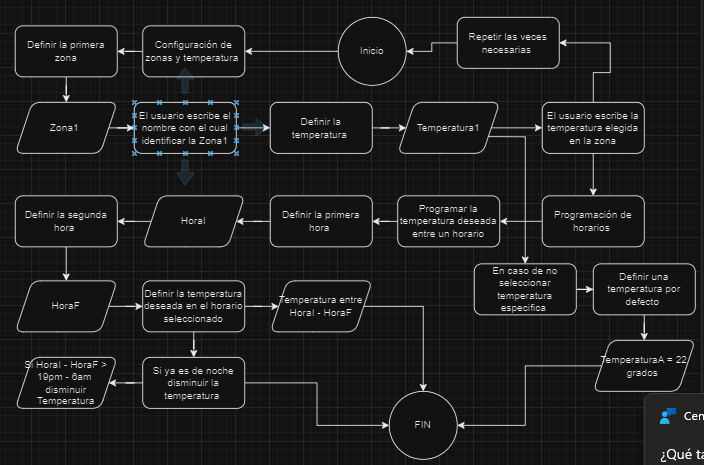 Definir la primera
zona
Configuración de
zonas y temperatura
Inicio
Repetir las veces
necesarias
Zona1
El usuario escribe el
nombre con el cual
identificar la Zona1
Definir la
temperatura
Temperatura1
El usuario escribe la
temperatura elegida
en la zona
Definir la segunda
hora
HoraI
Definir la primera
hora
Programar la
temperatura deseada
entre un horario
Programación de
horarios
En caso de no
seleccionar
temperatura
especifica
Definir una
temperatura por
defecto
HoraF
Definir la temperatura
deseada en el horario
seleccionado
Temperatura entre
HoraI - HoraF
Si HoraI - HoraF >
19pm - 6am
disminuir
Temperatura
Si ya es de noche
disminuir la
temperatura
TemperaturaA = 22
grados
FIN
Cen
¿Qué ta